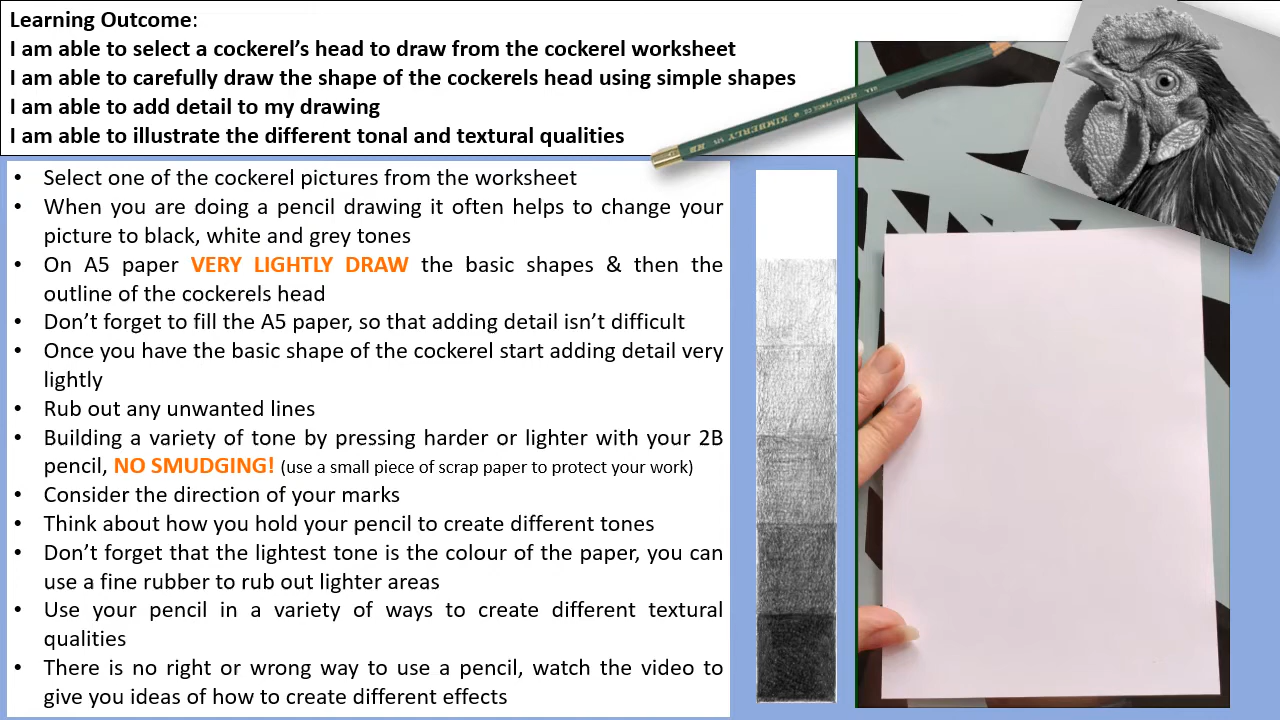 Learning Outcome:
I am able to select a cockerel's head to draw from the cockerel worksheet
I am able to carefully draw the shape of the cockerels head using simple shapes
I am able to add detail to my drawing
I am able to illustrate the different tonal and textural qualities
• Select one of the cockerel pictures from the worksheet
• When you are doing a pencil drawing it often helps to change your
picture to black, white and grey tones
• On A5 paper VERY LIGHTLY DRAW the basic shapes & then the
outline of the cockerels head
• Don't forget to fill the A5 paper, so that adding detail isn't difficult
• Once you have the basic shape of the cockerel start adding detail very
lightly
• Rub out any unwanted lines
• Building a variety of tone by pressing harder or lighter with your 2B
pencil, NO SMUDGING! (use a small piece of scrap paper to protect your work)
• Consider the direction of your marks
• Think about how you hold your pencil to create different tones
• Don't forget that the lightest tone is the colour of the paper, you can
use a fine rubber to rub out lighter areas
• Use your pencil in a variety of ways to create different textural
qualities
• There is no right or wrong way to use a pencil, watch the video to
give you ideas of how to create different effects
KIMBERLY
GENERAL PENCIL CO.